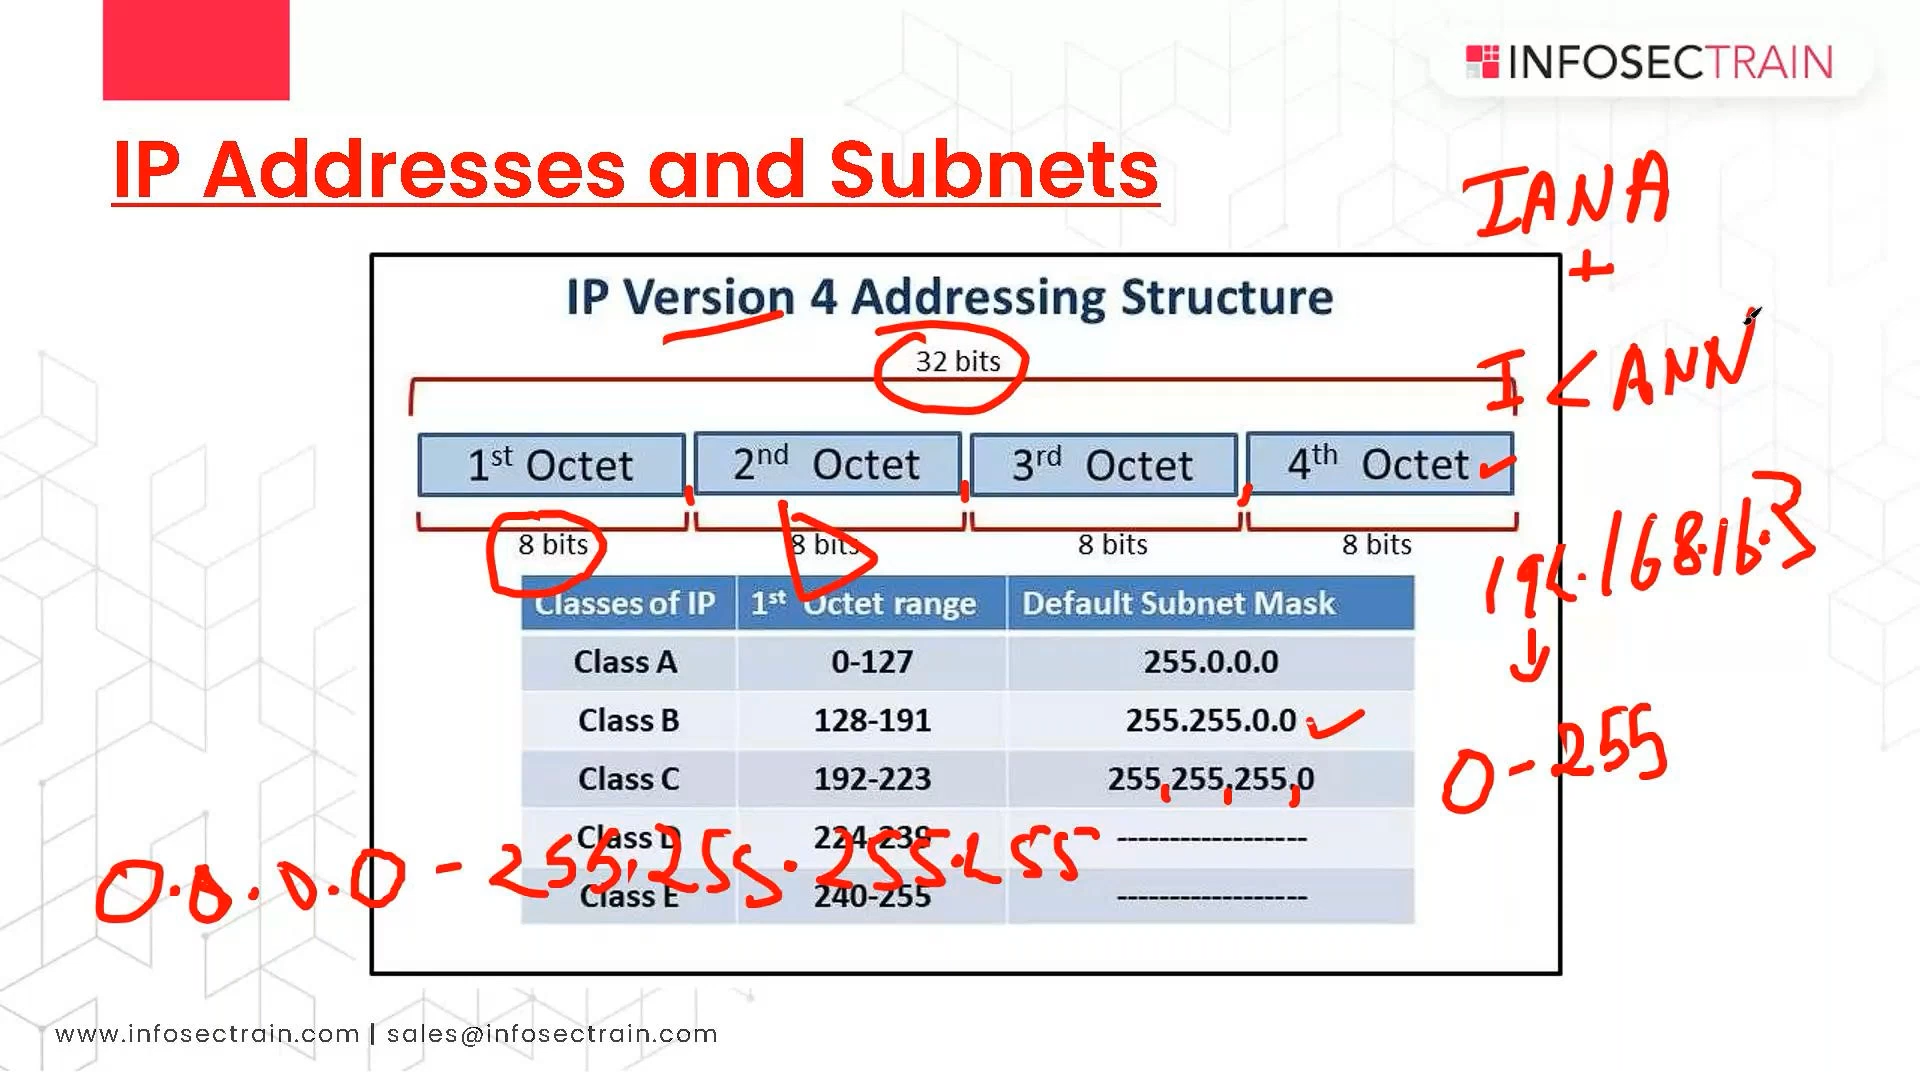 INFOSECTRAIN
IP Addresses and Subnets
IANA
+
ICANN
IP Version 4 Addressing Structure
32 bits
1st Octet 2nd Octet 3rd Octet 4th Octet
8 bits 8 bits 8 bits 8 bits
192.168.16.3
Classes of IP 1st Octet range Default Subnet Mask
Class A 0-127 255.0.0.0
Class B 128-191 255.255.0.0
Class C 192-223 255.255.255.0
0-255
Class D 224-239 ------------------
0.0.0.0 - 255.255.255.255
Class E 240-255 ------------------
www.infosectrain.com | sales@infosectrain.com